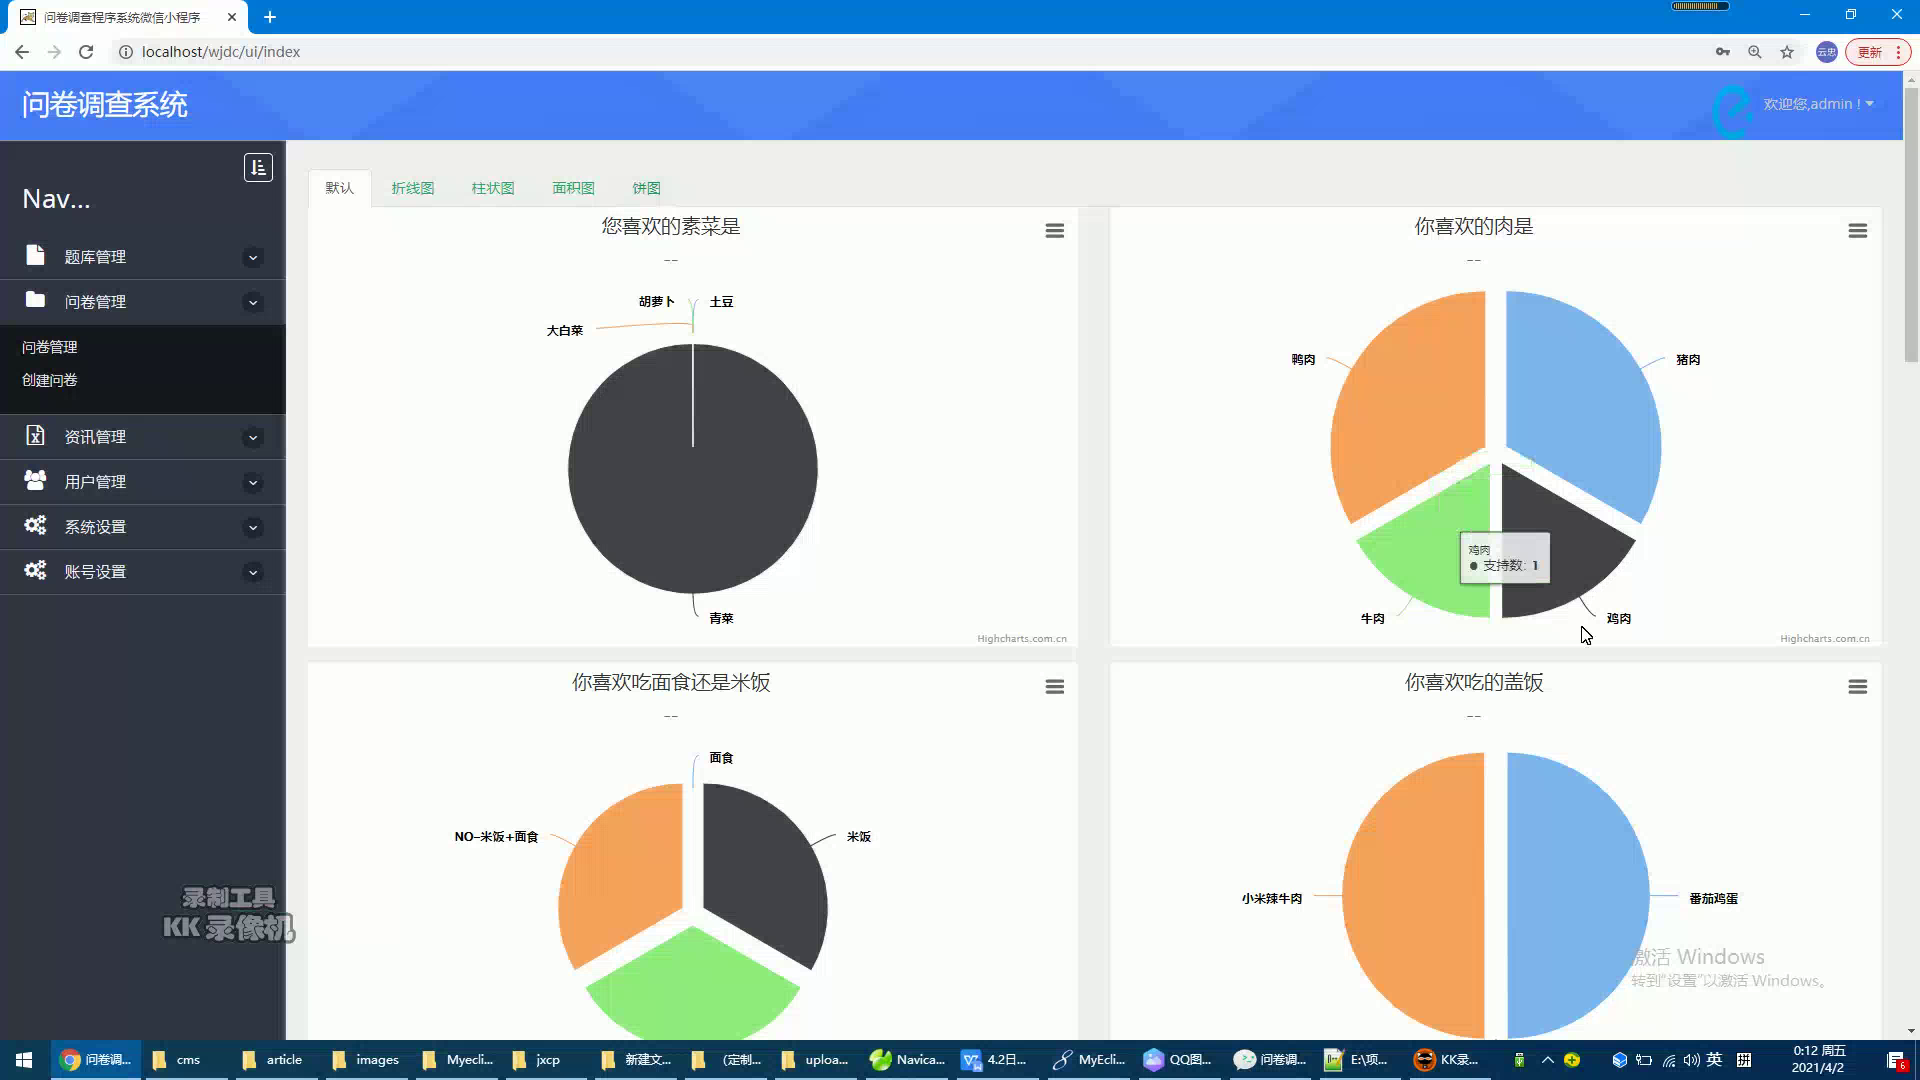 问卷调查程序系统微信小程序
localhost/wjdc/ui/index
云忠
更新
问卷调查系统
欢迎您,admin !
Nav...
题库管理
问卷管理
问卷管理
创建问卷
资讯管理
用户管理
系统设置
账号设置
默认
折线图
柱状图
面积图
饼图
您喜欢的素菜是
--
胡萝卜
土豆
大白菜
青菜
Highcharts.com.cn
你喜欢的肉是
--
鸭肉
猪肉
鸡肉
支持数: 1
牛肉
鸡肉
Highcharts.com.cn
你喜欢吃面食还是米饭
--
面食
NO-米饭+面食
米饭
你喜欢吃的盖饭
--
小米辣牛肉
番茄鸡蛋
录制工具
KK 录像机
激活 Windows
转到"设置"以激活 Windows。
问卷调...
cms
article
images
Myecli...
jxcp
新建文...
(定制...
uploa...
Navica...
4.2日...
MyEcli...
QQ图...
问卷调...
E:\项...
KK录...
英
拼
0:12 周五
2021/4/2
6